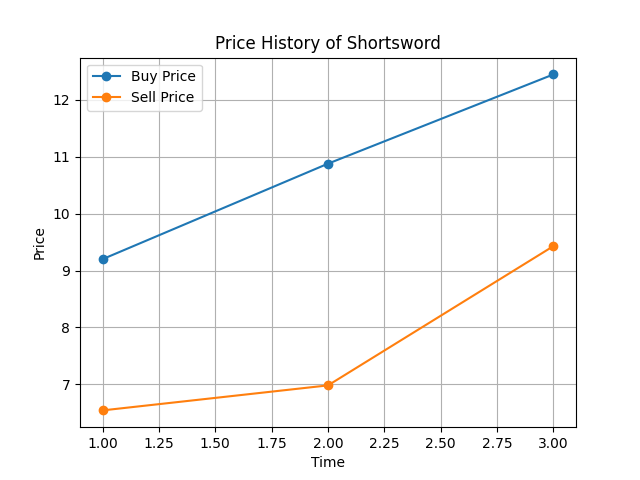 Price History of Shortsword
Buy Price
Sell Price
12
11
10
9
8
7
Price
1.00 1.25 1.50 1.75 2.00 2.25 2.50 2.75 3.00
Time